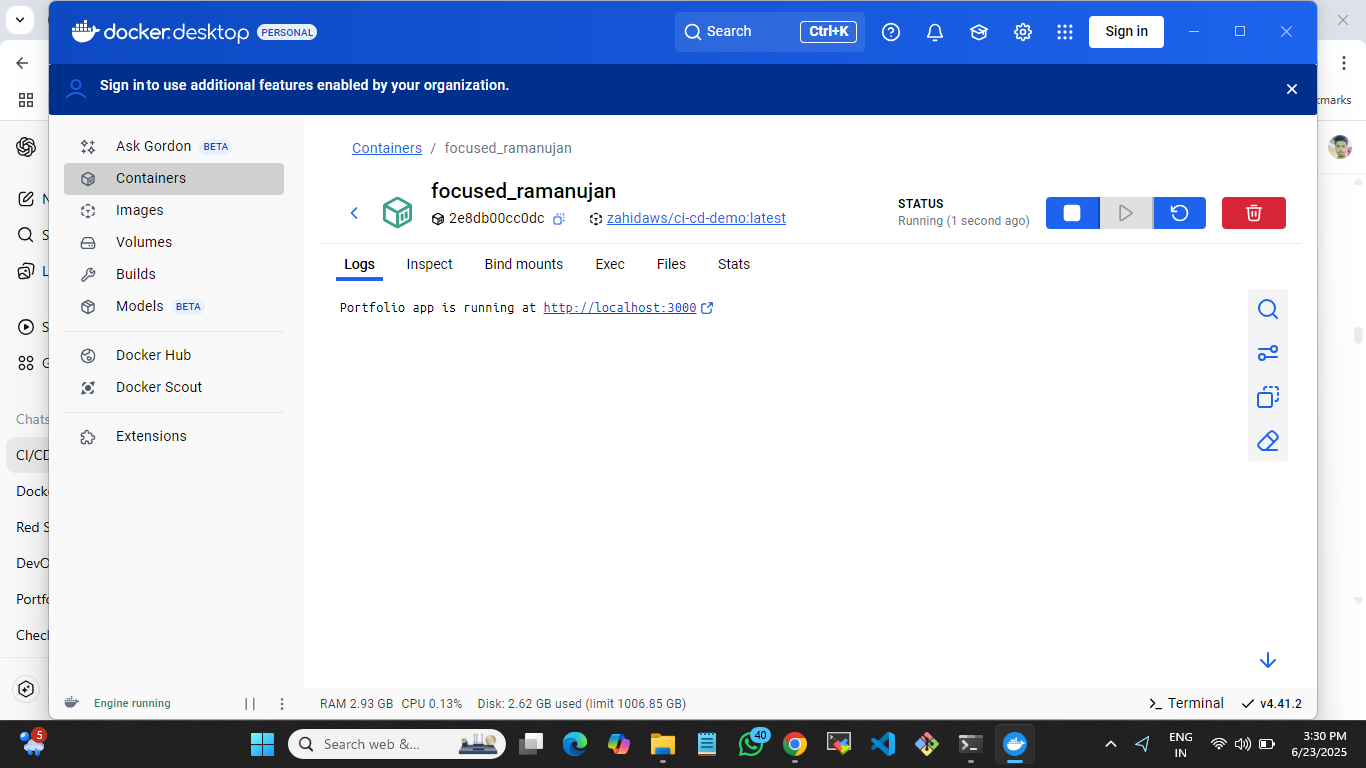 docker.desktop PERSONAL
Search Ctrl+K
Sign in
Sign in to use additional features enabled by your organization.
kmarks
Ask Gordon BETA
Containers
Images
Volumes
Builds
Models BETA
Docker Hub
Docker Scout
Extensions
Containers / focused_ramanujan
focused_ramanujan
2e8db00cc0dc zahidaws/ci-cd-demo:latest
STATUS
Running (1 second ago)
Logs Inspect Bind mounts Exec Files Stats
Portfolio app is running at http://localhost:3000
N
S
L
S
G
Chats
CI/CD
Docke
Red S
DevO
Portfo
Check
Engine running
RAM 2.93 GB CPU 0.13% Disk: 2.62 GB used (limit 1006.85 GB)
Terminal v4.41.2
5
Search web &...
40
ENG
IN
3:30 PM
6/23/2025